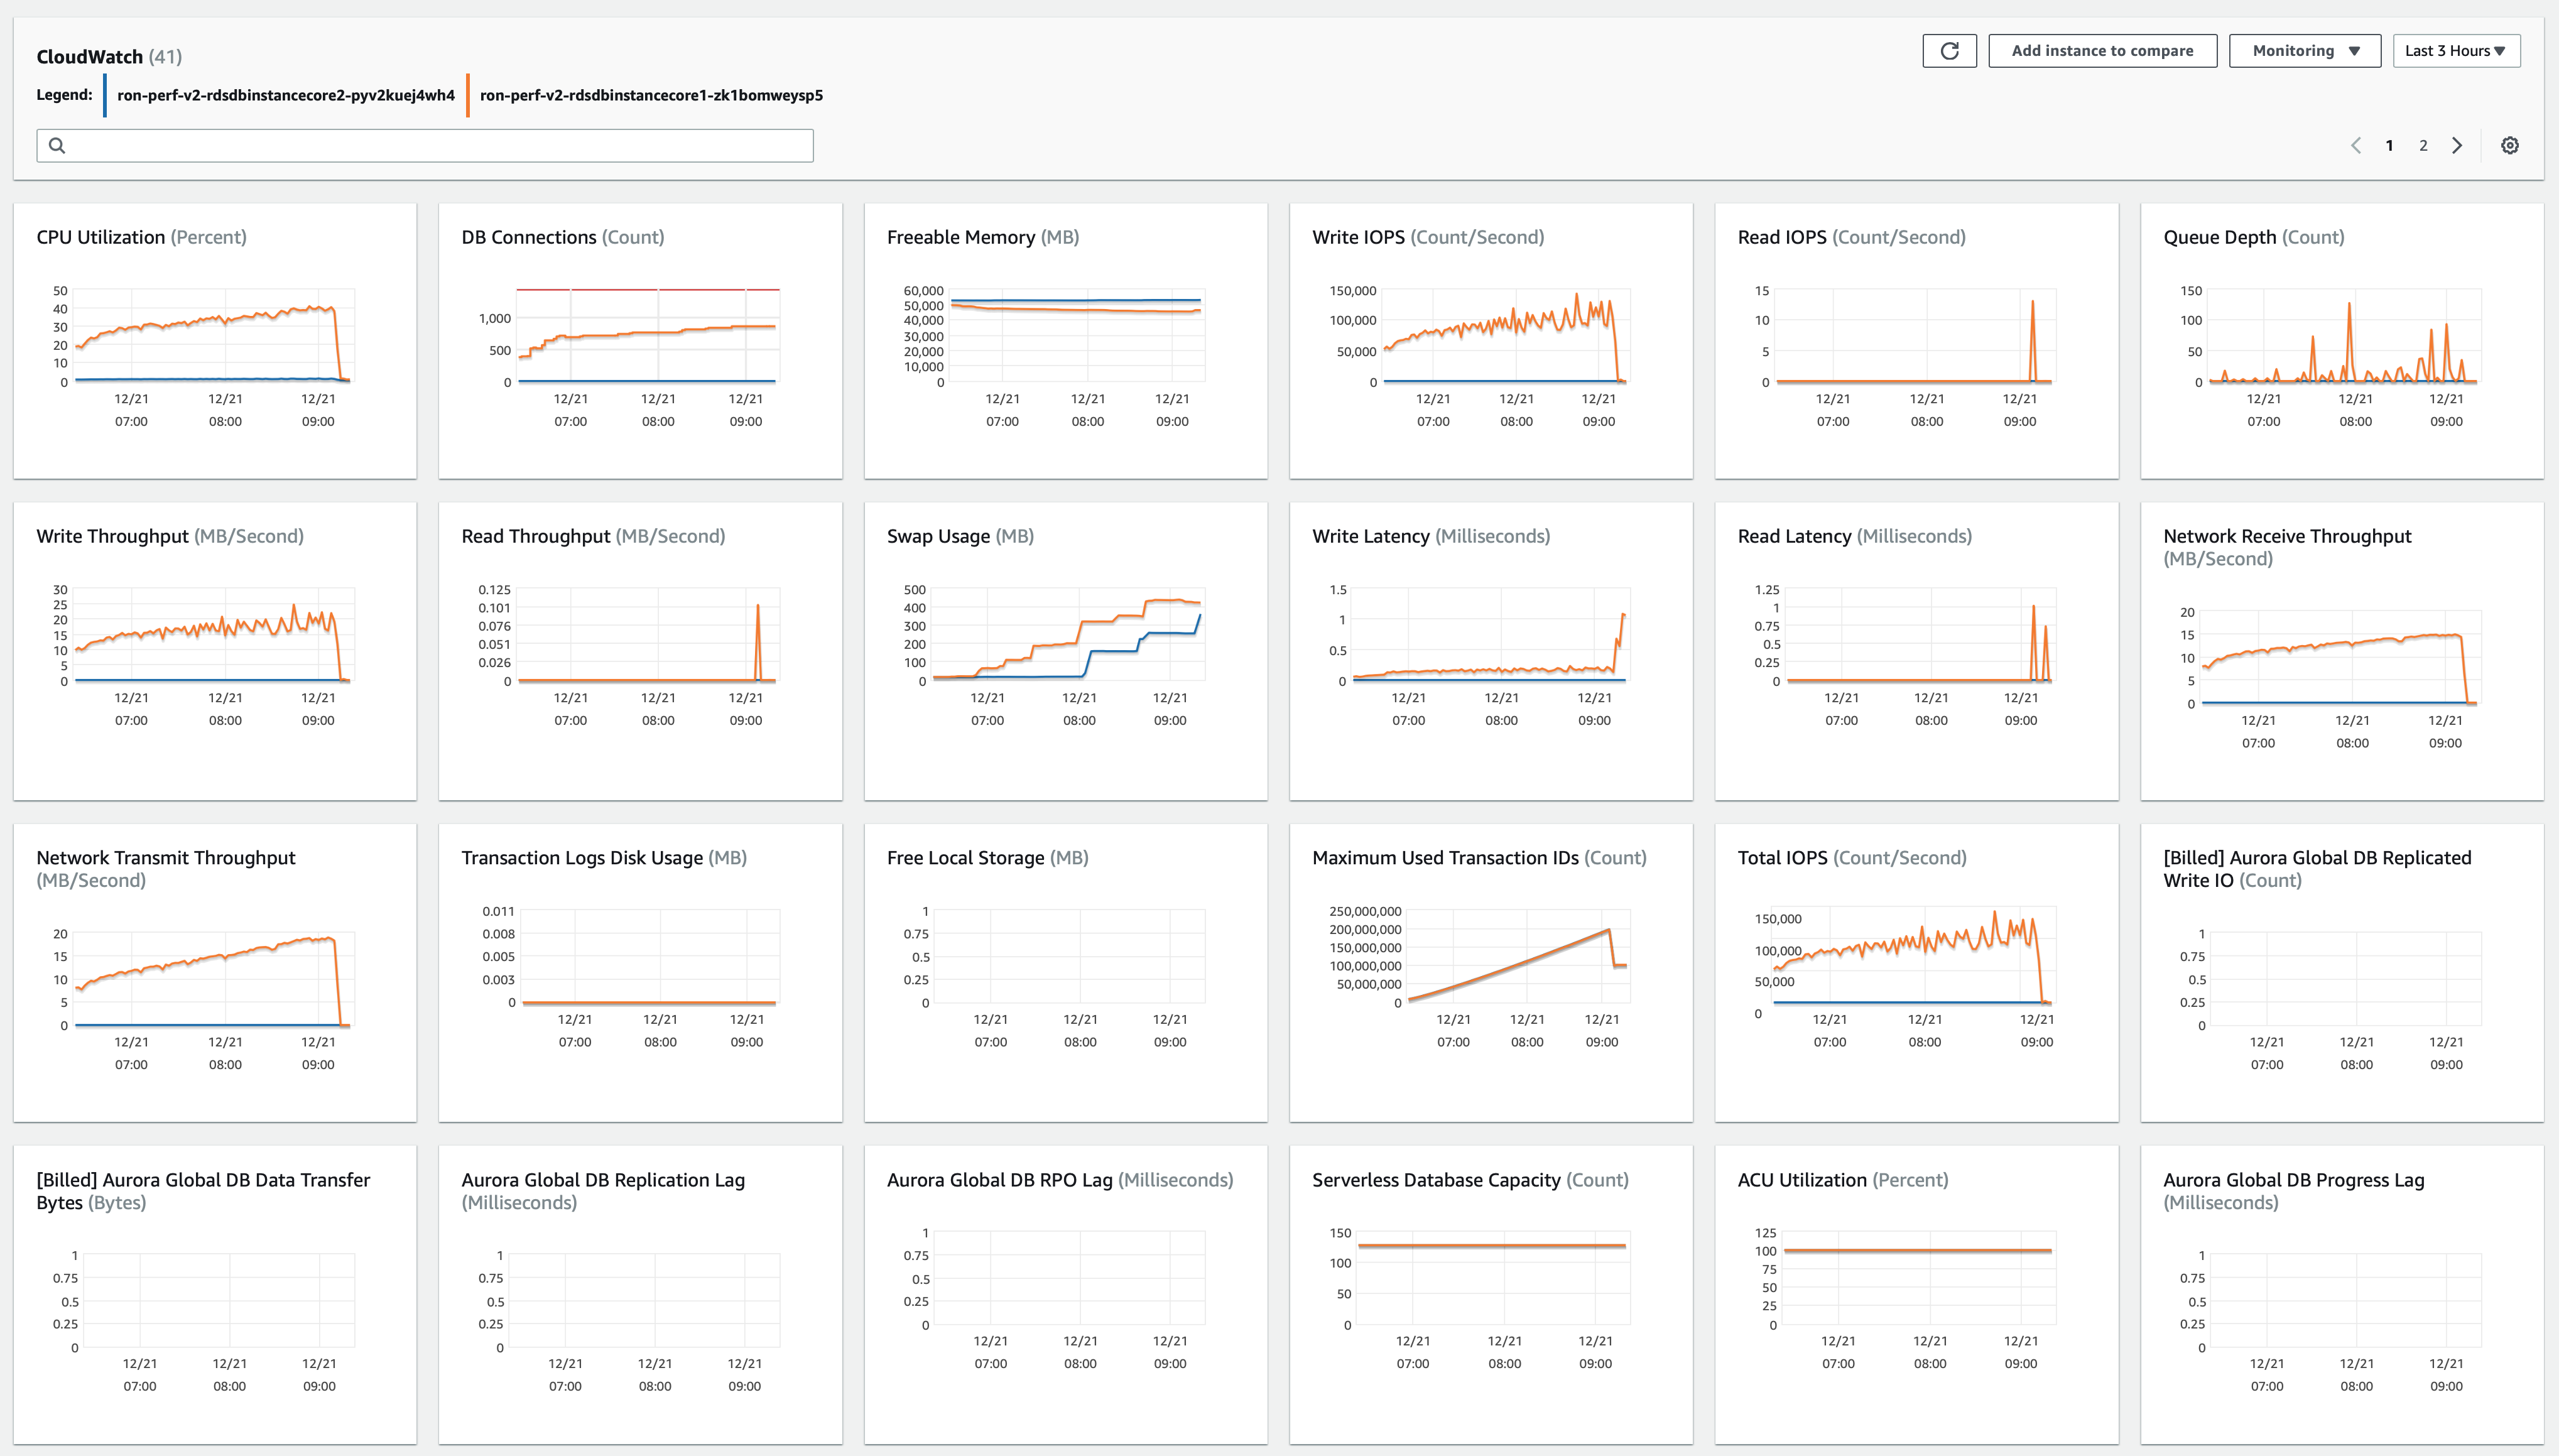 CloudWatch (41)
Add instance to compare
Monitoring
Last 3 Hours
Legend:
ron-perf-v2-rdsdbinstancecore2-pyv2kuej4wh4
ron-perf-v2-rdsdbinstancecore1-zk1bomweysp5
1
2
CPU Utilization (Percent)
50
40
30
20
10
0
12/21 12/21 12/21
07:00 08:00 09:00
DB Connections (Count)
1,000
500
0
12/21 12/21 12/21
07:00 08:00 09:00
Freeable Memory (MB)
60,000
50,000
40,000
30,000
20,000
10,000
0
12/21 12/21 12/21
07:00 08:00 09:00
Write IOPS (Count/Second)
150,000
100,000
50,000
0
12/21 12/21 12/21
07:00 08:00 09:00
Read IOPS (Count/Second)
15
10
5
0
12/21 12/21 12/21
07:00 08:00 09:00
Queue Depth (Count)
150
100
50
0
12/21 12/21 12/21
07:00 08:00 09:00
Write Throughput (MB/Second)
30
25
20
15
10
5
0
12/21 12/21 12/21
07:00 08:00 09:00
Read Throughput (MB/Second)
0.125
0.101
0.076
0.051
0.026
0
12/21 12/21 12/21
07:00 08:00 09:00
Swap Usage (MB)
500
400
300
200
100
0
12/21 12/21 12/21
07:00 08:00 09:00
Write Latency (Milliseconds)
1.5
1
0.5
0
12/21 12/21 12/21
07:00 08:00 09:00
Read Latency (Milliseconds)
1.25
1
0.75
0.5
0.25
0
12/21 12/21 12/21
07:00 08:00 09:00
Network Receive Throughput
(MB/Second)
20
15
10
5
0
12/21 12/21 12/21
07:00 08:00 09:00
Network Transmit Throughput
(MB/Second)
20
15
10
5
0
12/21 12/21 12/21
07:00 08:00 09:00
Transaction Logs Disk Usage (MB)
0.011
0.008
0.005
0.003
0
12/21 12/21 12/21
07:00 08:00 09:00
Free Local Storage (MB)
1
0.75
0.5
0.25
0
12/21 12/21 12/21
07:00 08:00 09:00
Maximum Used Transaction IDs (Count)
250,000,000
200,000,000
150,000,000
100,000,000
50,000,000
0
12/21 12/21 12/21
07:00 08:00 09:00
Total IOPS (Count/Second)
150,000
100,000
50,000
0
12/21 12/21 12/21
07:00 08:00 09:00
[Billed] Aurora Global DB Replicated
Write IO (Count)
1
0.75
0.5
0.25
0
12/21 12/21 12/21
07:00 08:00 09:00
[Billed] Aurora Global DB Data Transfer
Bytes (Bytes)
1
0.75
0.5
0.25
0
12/21 12/21 12/21
07:00 08:00 09:00
Aurora Global DB Replication Lag
(Milliseconds)
1
0.75
0.5
0.25
0
12/21 12/21 12/21
07:00 08:00 09:00
Aurora Global DB RPO Lag (Milliseconds)
1
0.75
0.5
0.25
0
12/21 12/21 12/21
07:00 08:00 09:00
Serverless Database Capacity (Count)
150
100
50
0
12/21 12/21 12/21
07:00 08:00 09:00
ACU Utilization (Percent)
125
100
75
50
25
0
12/21 12/21 12/21
07:00 08:00 09:00
Aurora Global DB Progress Lag
(Milliseconds)
1
0.75
0.5
0.25
0
12/21 12/21 12/21
07:00 08:00 09:00